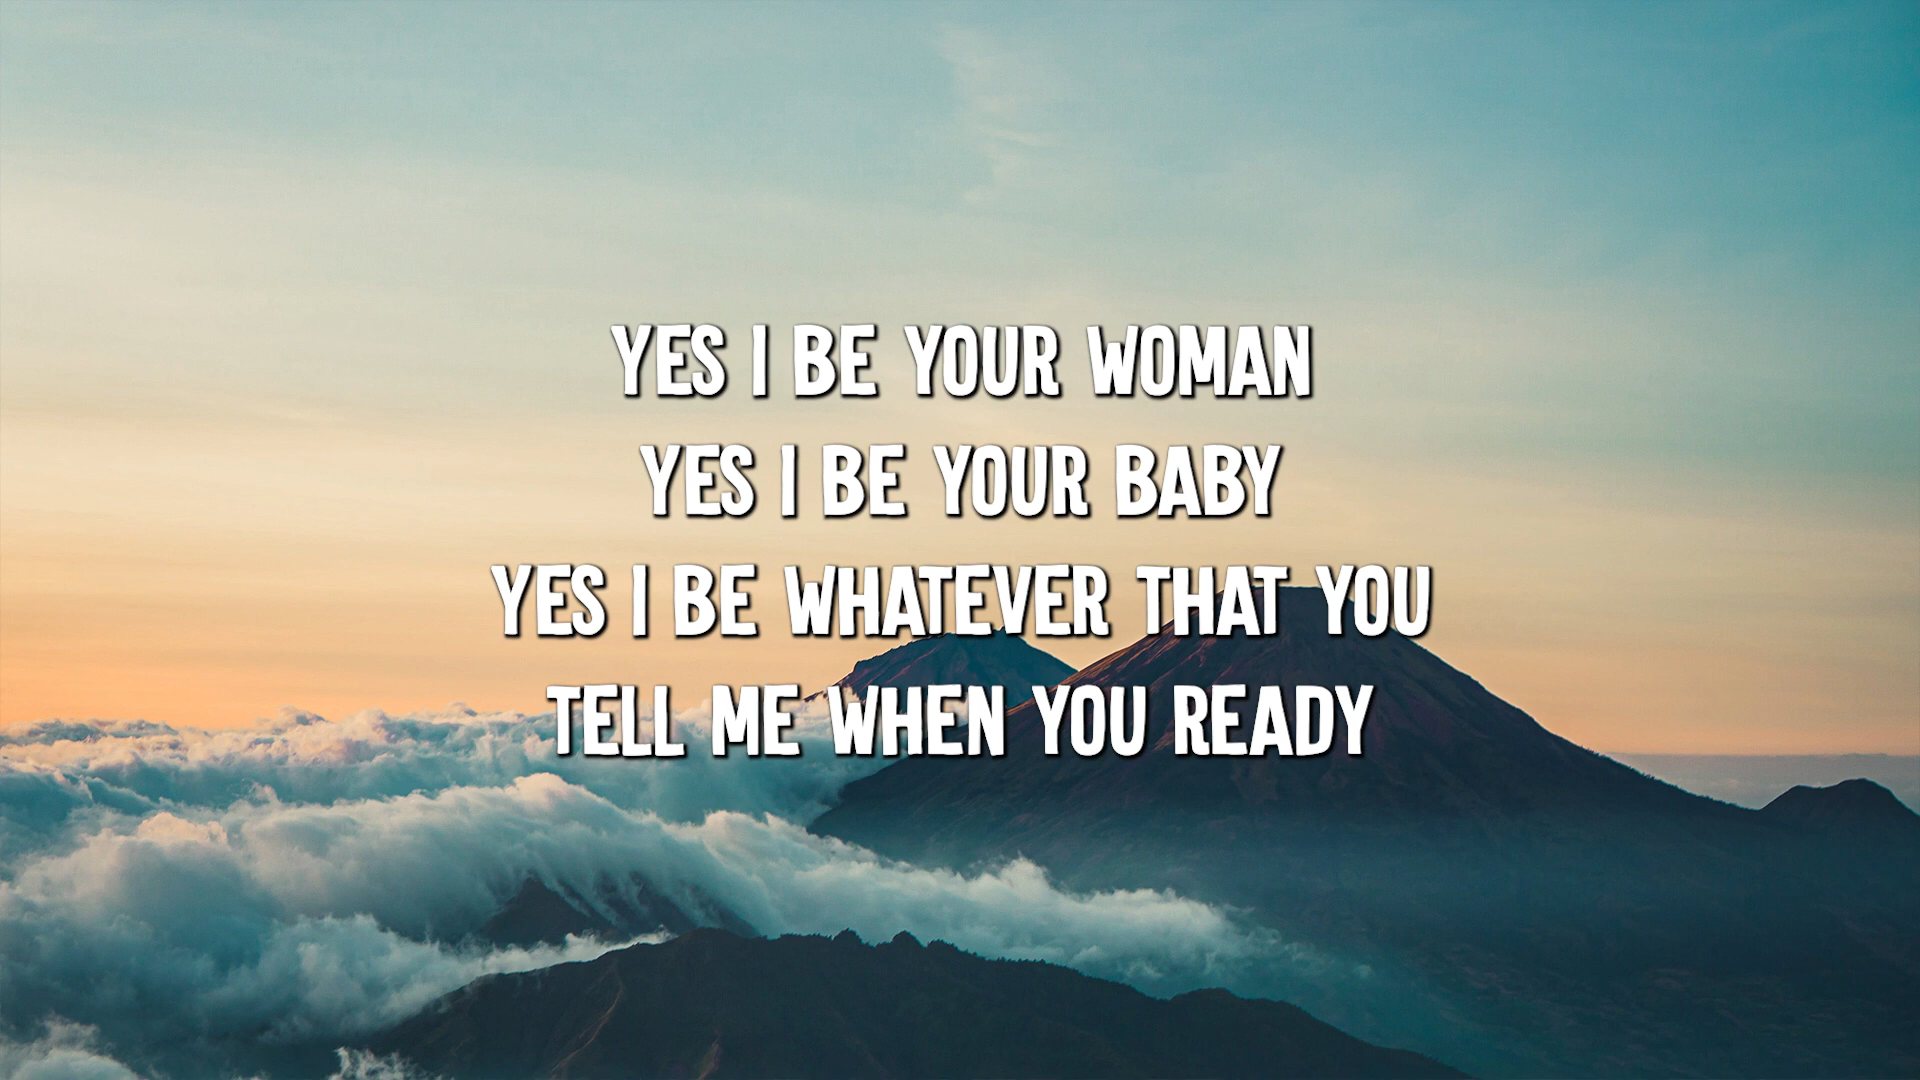 YES I BE YOUR WOMAN
YES I BE YOUR BABY
YES I BE WHATEVER THAT YOU
TELL ME WHEN YOU READY